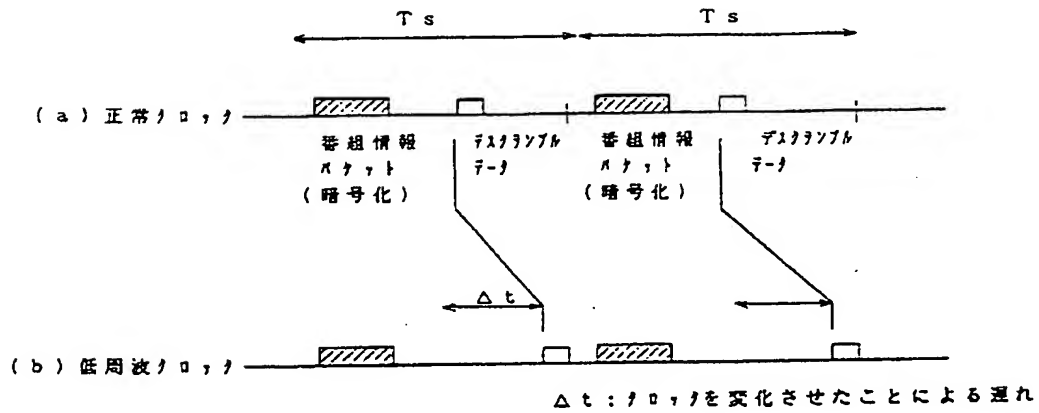 Ts Ts
(a)正常クロック
番組情報 デスクランブル 番組情報 デスクランブル
パケット データ パケット データ
(暗号化) (暗号化)
△t
(b)低周波クロック
△t:クロックを変化させたことによる遅れ